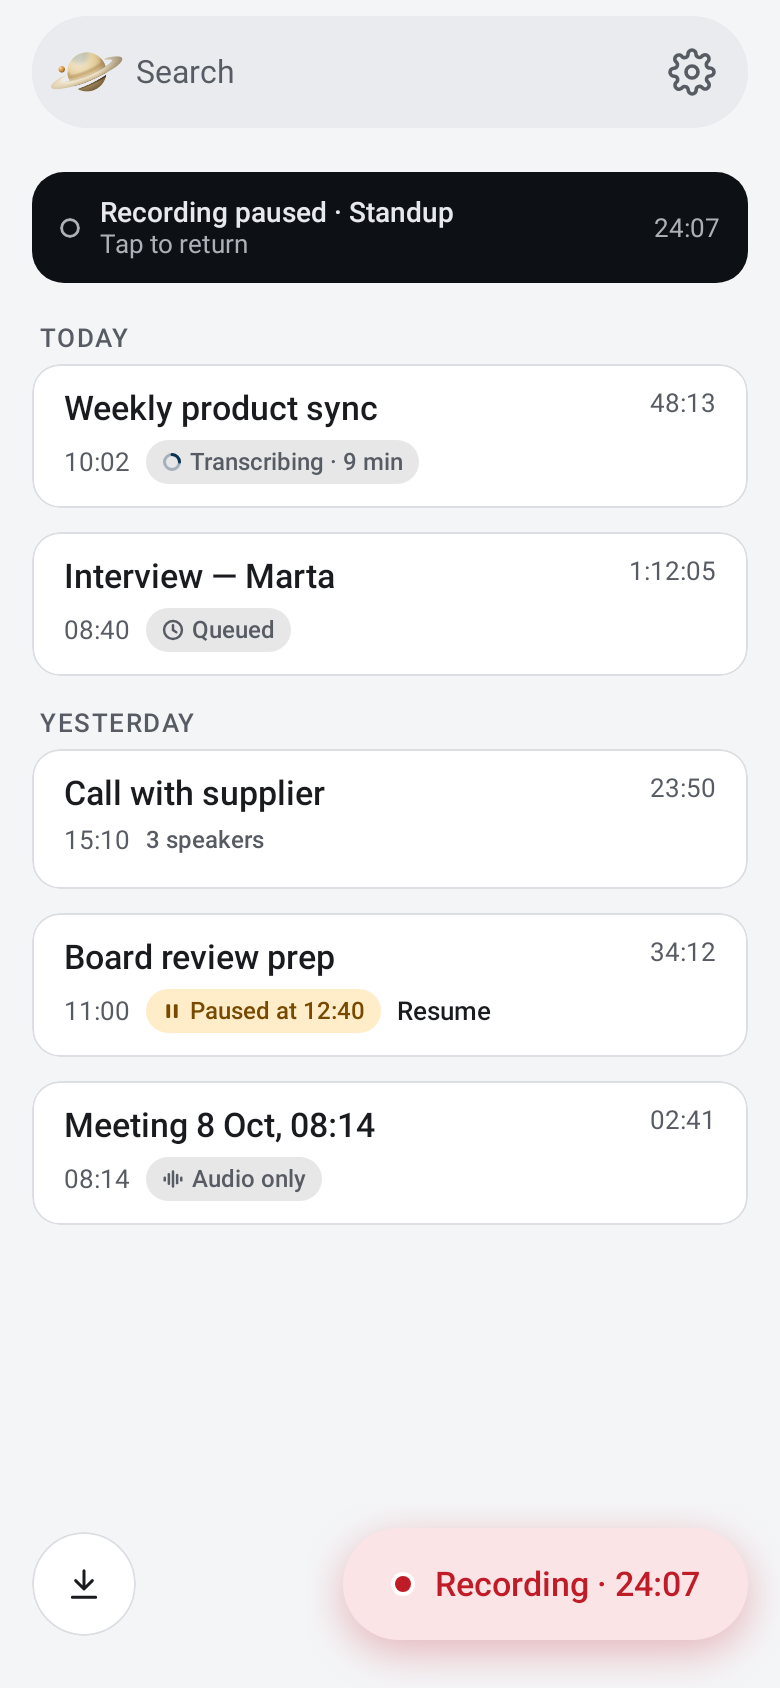 Search
Recording paused · Standup
Tap to return
24:07
TODAY
Weekly product sync
48:13
10:02
Transcribing · 9 min
Interview — Marta
1:12:05
08:40
Queued
YESTERDAY
Call with supplier
23:50
15:10
3 speakers
Board review prep
34:12
11:00
Paused at 12:40
Resume
Meeting 8 Oct, 08:14
02:41
08:14
Audio only
Recording · 24:07